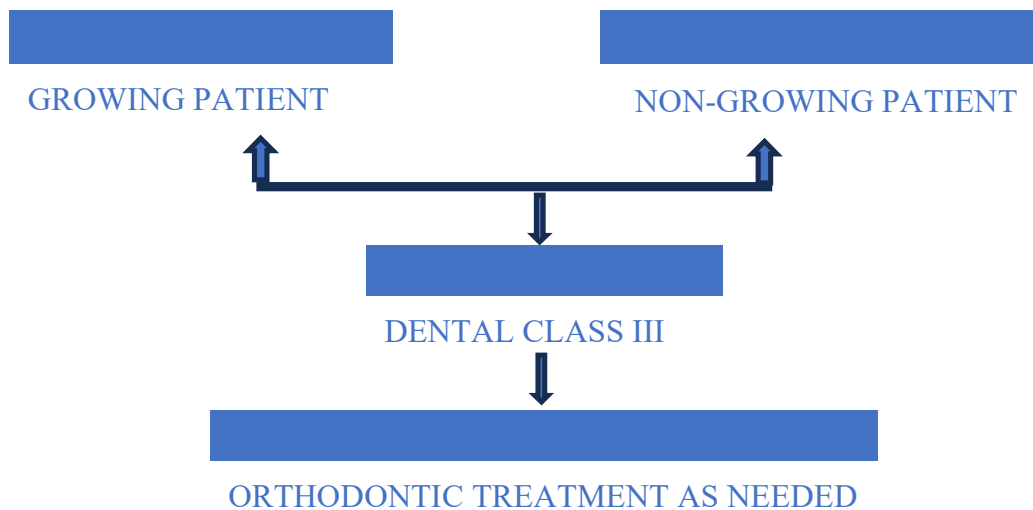 GROWING PATIENT
NON-GROWING PATIENT
DENTAL CLASS III
ORTHODONTIC TREATMENT AS NEEDED